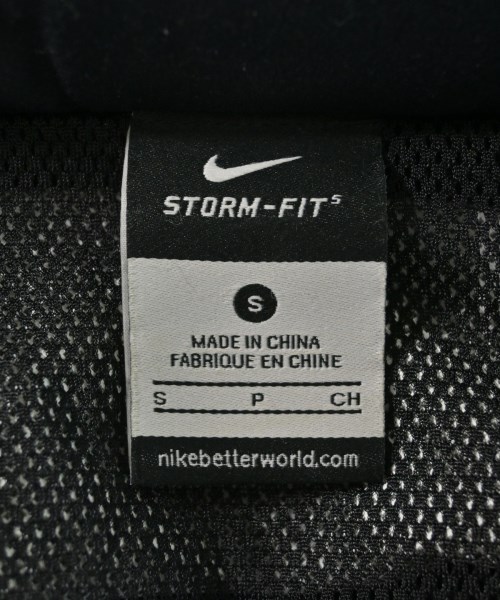 STORM-FIT⁵
S
MADE IN CHINA
FABRIQUE EN CHINE
S P CH
nikebetterworld.com